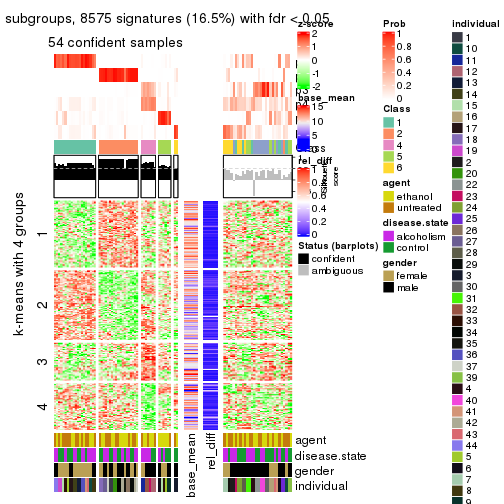 subgroups, 8575 signatures (16.5%) with fdr < 0.05
54 confident samples
k-means with 4 groups
1
2
3
4
base_mean
rel_diff
agent
disease.state
gender
individual
z-score
2
1
0
-1
-2
base_mean
15
10
5
0
rel_diff
1
0.8
0.6
0.4
0.2
0
Status (barplots)
confident
ambiguous
Class
score
Prob
1
0.8
0.6
0.4
0.2
0
Class
1
2
4
5
6
agent
ethanol
untreated
disease.state
alcoholism
control
gender
female
male
individual
1
10
11
12
13
14
15
16
17
18
19
2
20
22
23
24
25
26
27
28
29
3
30
31
32
33
34
35
36
37
39
4
40
41
42
43
44
5
6
7
8
9